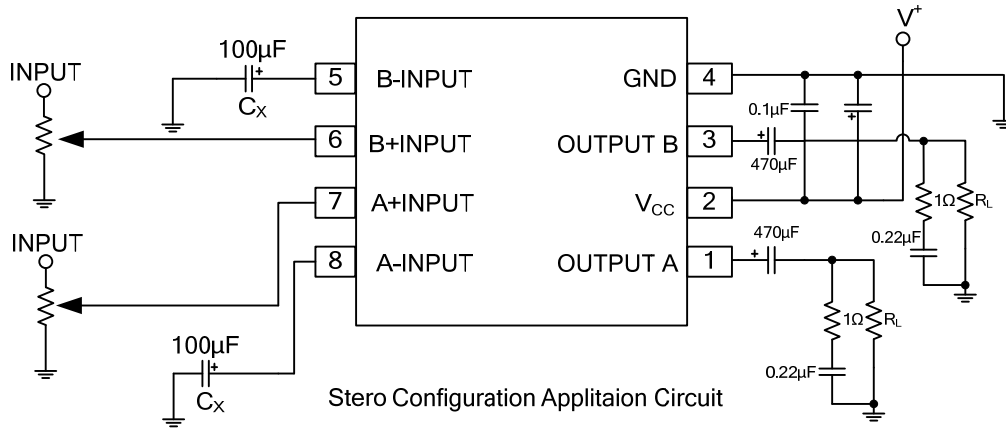 V+
INPUT
100µF
+
CX
5
B-INPUT
GND
4
0.1µF
+
6
B+INPUT
OUTPUT B
3
+
470µF
7
A+INPUT
VCC
2
1Ω
RL
0.22µF
INPUT
8
A-INPUT
OUTPUT A
1
470µF
+
1Ω
RL
0.22µF
100µF
+
CX
Stero Configuration Applitaion Circuit